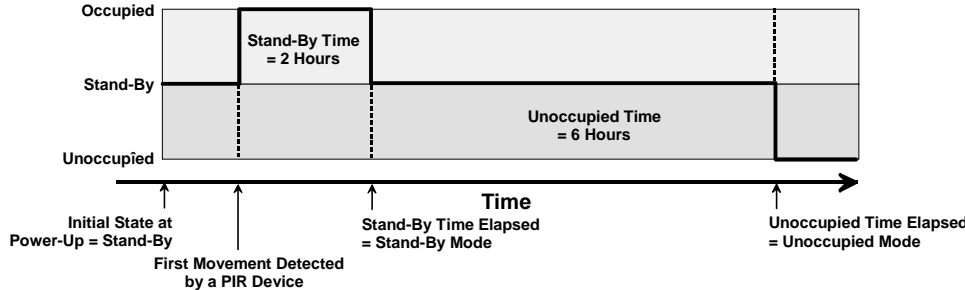 Occupied
Stand-By Time
= 2 Hours
Stand-By
Unoccupied Time
= 6 Hours
Unoccupied
Time
Initial State at
Power-Up = Stand-By
Stand-By Time Elapsed
= Stand-By Mode
Unoccupied Time Elapsed
= Unoccupied Mode
First Movement Detected
by a PIR Device